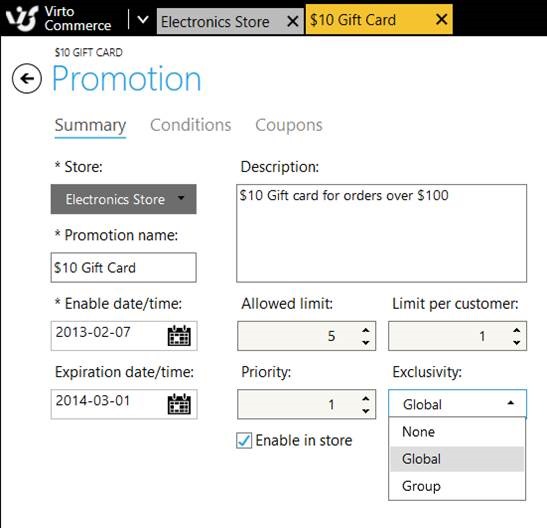 Virto
Commerce
Electronics Store
$10 Gift Card
$10 GIFT CARD
Promotion
Summary Conditions Coupons
* Store:
Electronics Store
Description:
$10 Gift card for orders over $100
* Promotion name:
$10 Gift Card
* Enable date/time:
2013-02-07
Allowed limit:
5
Limit per customer:
1
Expiration date/time:
2014-03-01
Priority:
1
Exclusivity:
Global
None
Global
Group
Enable in store